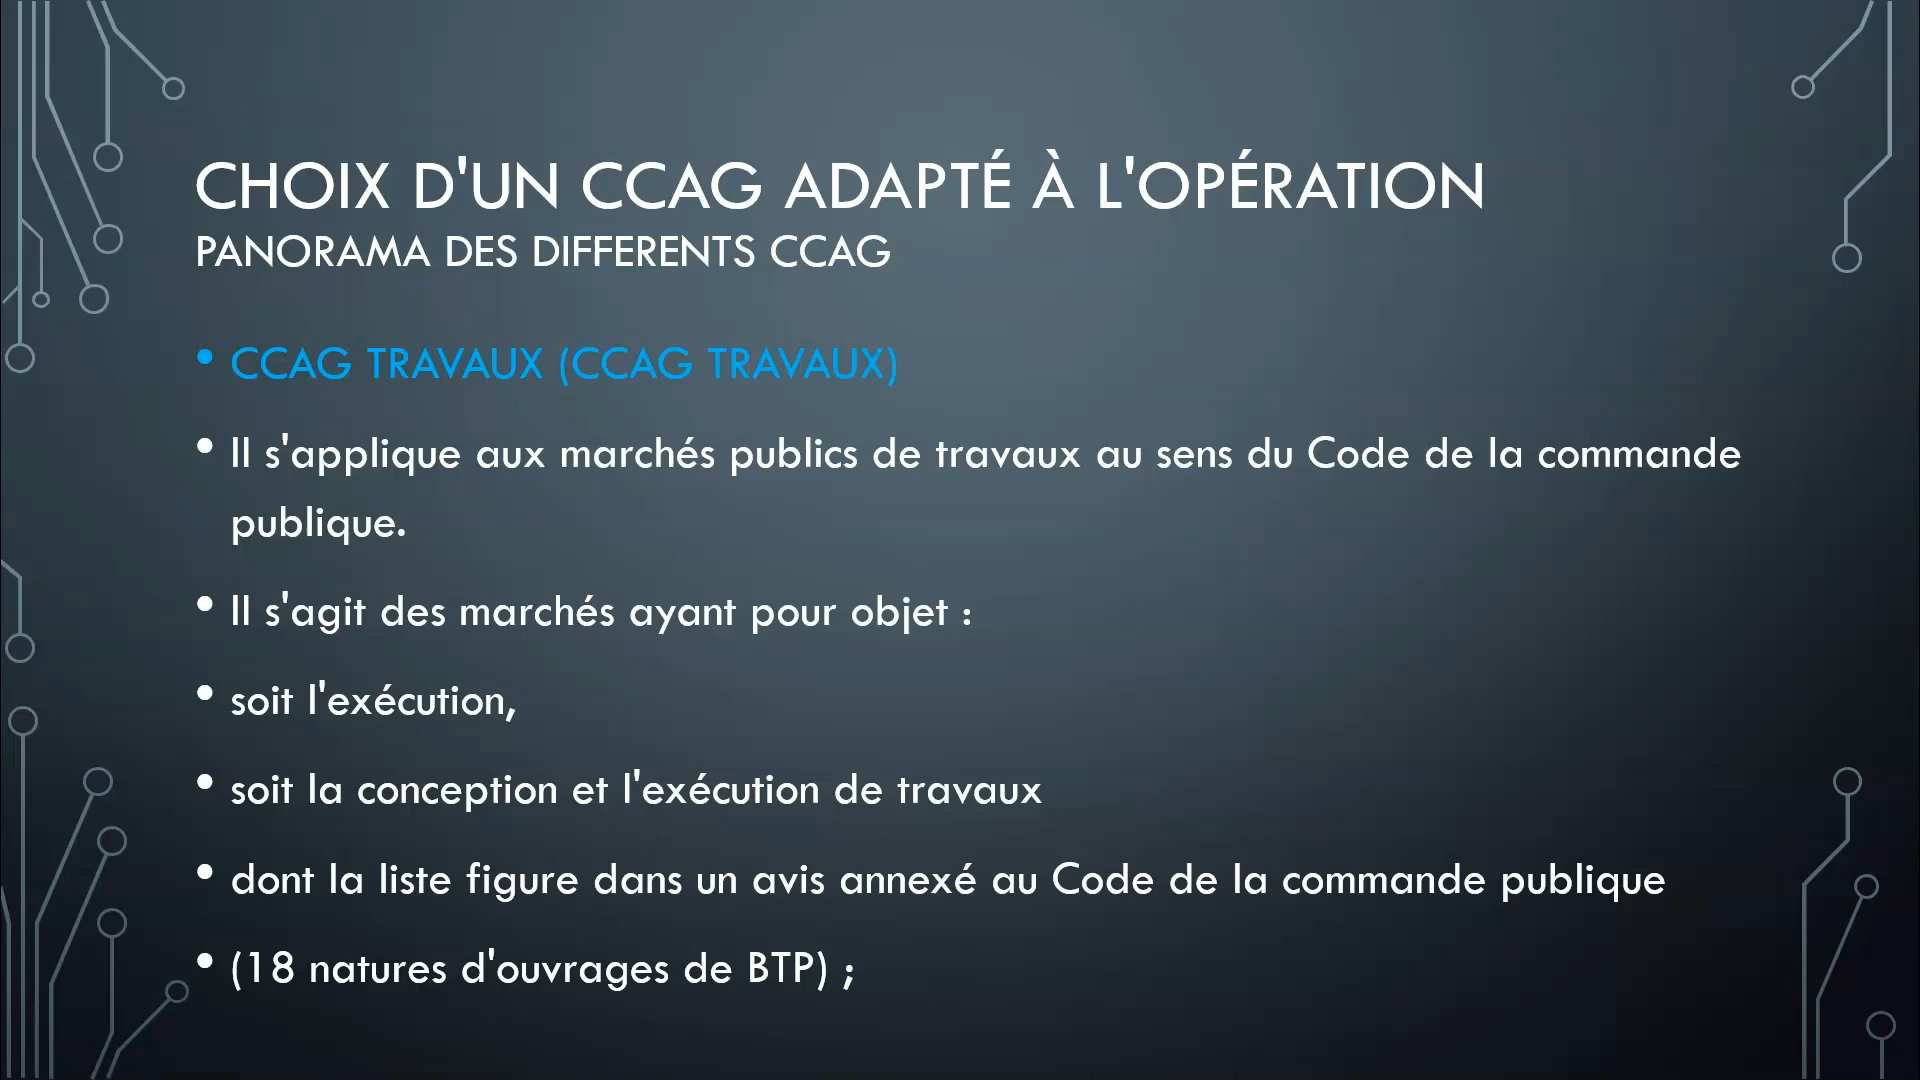 CHOIX D'UN CCAG ADAPTÉ À L'OPÉRATION
PANORAMA DES DIFFERENTS CCAG
• CCAG TRAVAUX (CCAG TRAVAUX)
• Il s'applique aux marchés publics de travaux au sens du Code de la commande
publique.
• Il s'agit des marchés ayant pour objet :
• soit l'exécution,
• soit la conception et l'exécution de travaux
• dont la liste figure dans un avis annexé au Code de la commande publique
• (18 natures d'ouvrages de BTP) ;